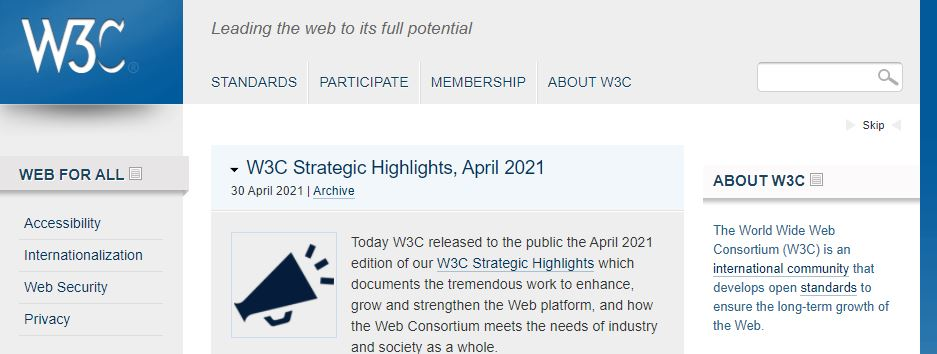 W3C®
Leading the web to its full potential
STANDARDS PARTICIPATE MEMBERSHIP ABOUT W3C
Skip
WEB FOR ALL
Accessibility
Internationalization
Web Security
Privacy
W3C Strategic Highlights, April 2021
30 April 2021 | Archive
Today W3C released to the public the April 2021
edition of our W3C Strategic Highlights which
documents the tremendous work to enhance,
grow and strengthen the Web platform, and how
the Web Consortium meets the needs of industry
and society as a whole.
ABOUT W3C
The World Wide Web
Consortium (W3C) is an
international community that
develops open standards to
ensure the long-term growth of
the Web.